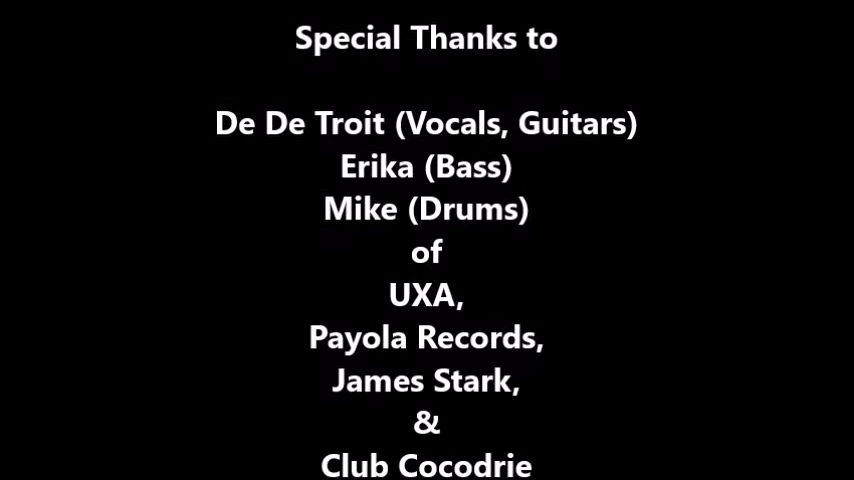 Special Thanks to
De De Troit (Vocals, Guitars)
Erika (Bass)
Mike (Drums)
of
UXA,
Payola Records,
James Stark,
&
Club Cocodrie